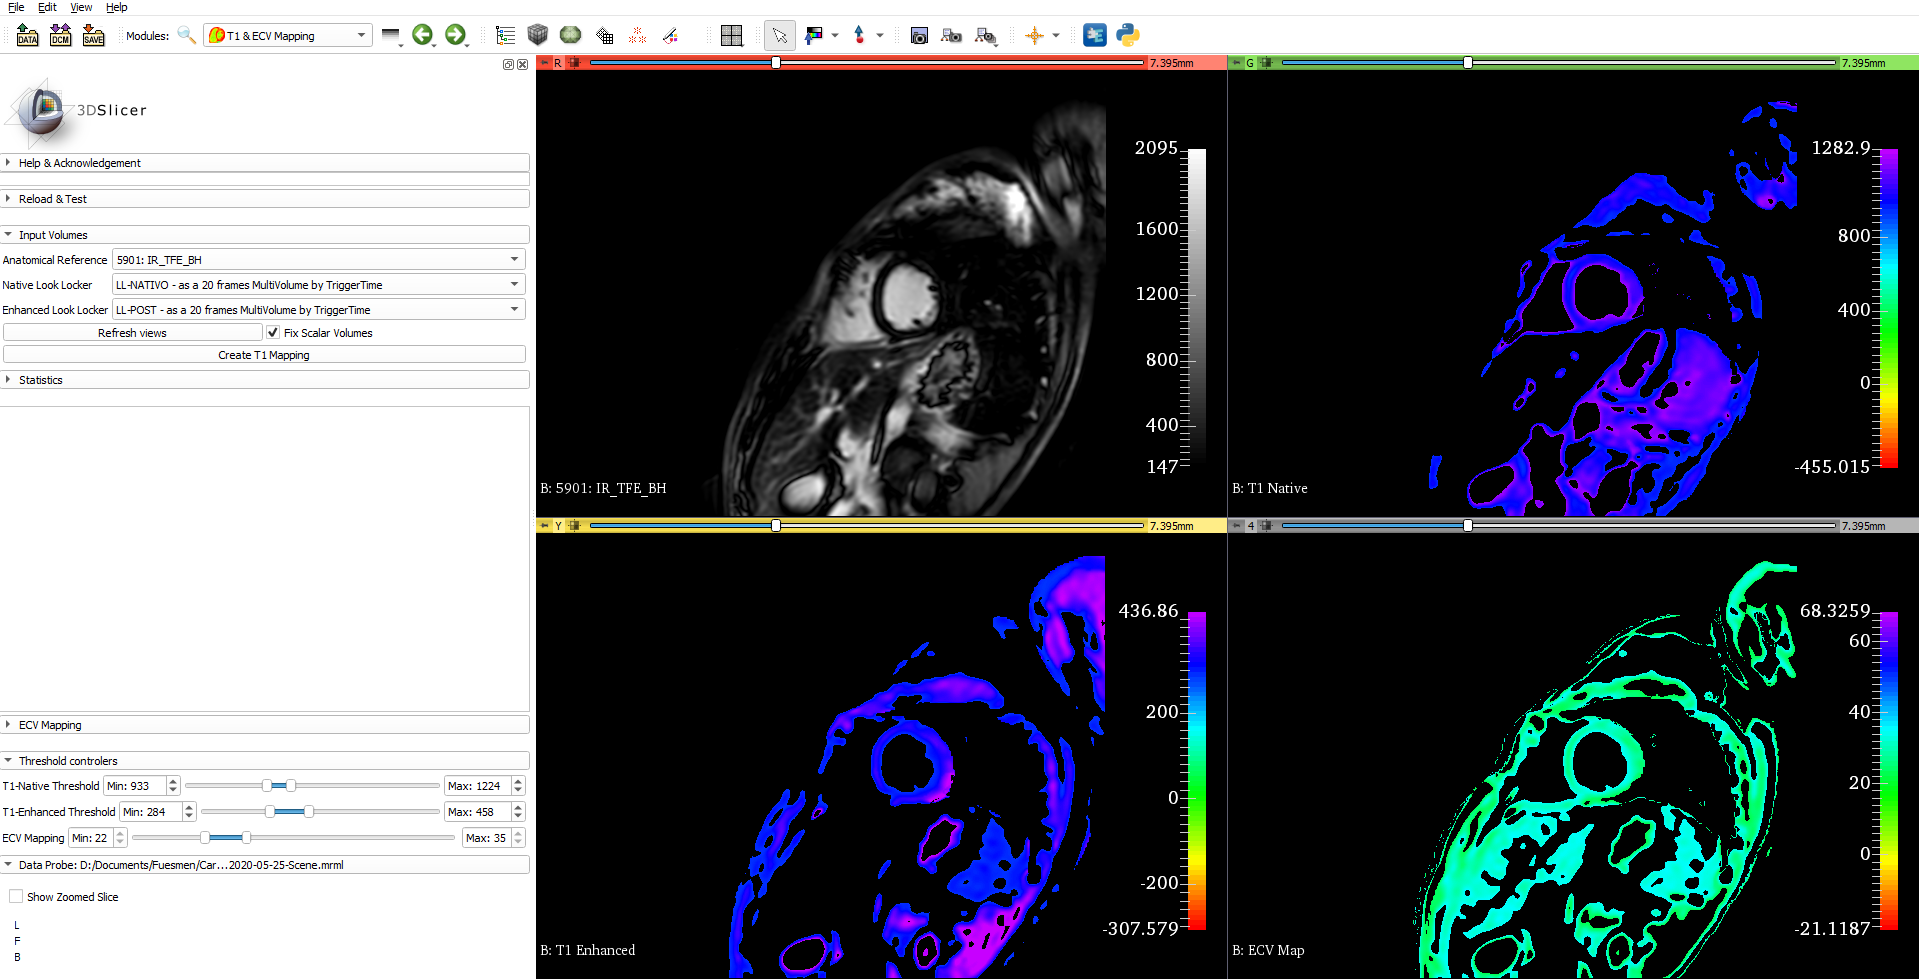 File Edit View Help
DATA DCM SAVE Modules: T1 & ECV Mapping
3DSlicer
Help & Acknowledgement
Reload & Test
Input Volumes
Anatomical Reference 5901: IR_TFE_BH
Native Look Locker LL-NATIVO - as a 20 frames MultiVolume by TriggerTime
Enhanced Look Locker LL-POST - as a 20 frames MultiVolume by TriggerTime
Refresh views Fix Scalar Volumes
Create T1 Mapping
Statistics
ECV Mapping
Threshold controlers
T1-Native Threshold Min: 933 Max: 1224
T1-Enhanced Threshold Min: 284 Max: 458
ECV Mapping Min: 22 Max: 35
Data Probe: D:/Documents/Fuesmen/Car...2020-05-25-Scene.mrml
Show Zoomed Slice
L
F
B
R 7.395mm
2095
1600
1200
800
400
147
B: 5901: IR_TFE_BH
G 7.395mm
1282.9
800
400
0
-455.015
B: T1 Native
Y 7.395mm
436.86
200
0
-200
-307.579
B: T1 Enhanced
4 7.395mm
68.3259
60
40
20
0
-21.1187
B: ECV Map